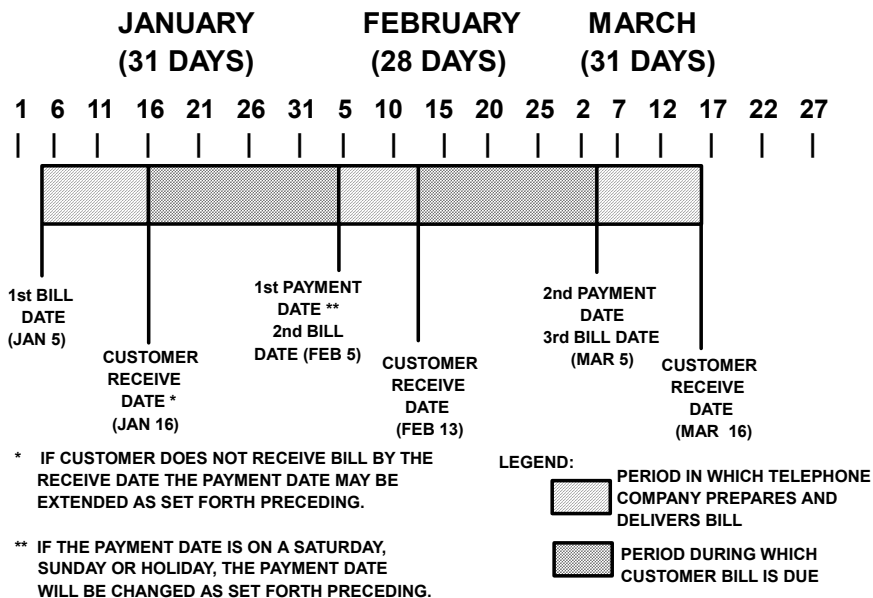 JANUARY
(31 DAYS)
FEBRUARY
(28 DAYS)
MARCH
(31 DAYS)
1 6 11 16 21 26 31 5 10 15 20 25 2 7 12 17 22 27
1st BILL
DATE
(JAN 5)
CUSTOMER
RECEIVE
DATE *
(JAN 16)
1st PAYMENT
DATE **
2nd BILL
DATE (FEB 5)
CUSTOMER
RECEIVE
DATE
(FEB 13)
2nd PAYMENT
DATE
3rd BILL DATE
(MAR 5)
CUSTOMER
RECEIVE
DATE
(MAR 16)
* IF CUSTOMER DOES NOT RECEIVE BILL BY THE
RECEIVE DATE THE PAYMENT DATE MAY BE
EXTENDED AS SET FORTH PRECEDING.
** IF THE PAYMENT DATE IS ON A SATURDAY,
SUNDAY OR HOLIDAY, THE PAYMENT DATE
WILL BE CHANGED AS SET FORTH PRECEDING.
LEGEND:
PERIOD IN WHICH TELEPHONE
COMPANY PREPARES AND
DELIVERS BILL
PERIOD DURING WHICH
CUSTOMER BILL IS DUE